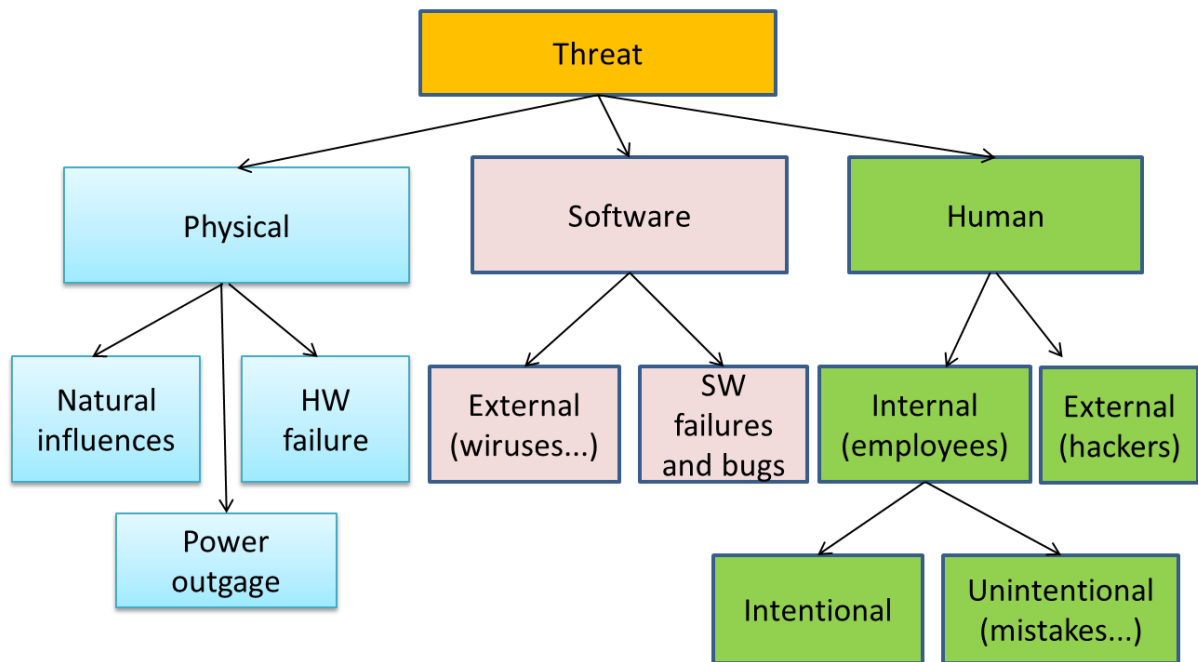 Threat
Physical
Software
Human
Natural
influences
HW
failure
External
(wiruses...)
SW
failures
and bugs
Internal
(employees)
External
(hackers)
Power
outgage
Intentional
Unintentional
(mistakes...)